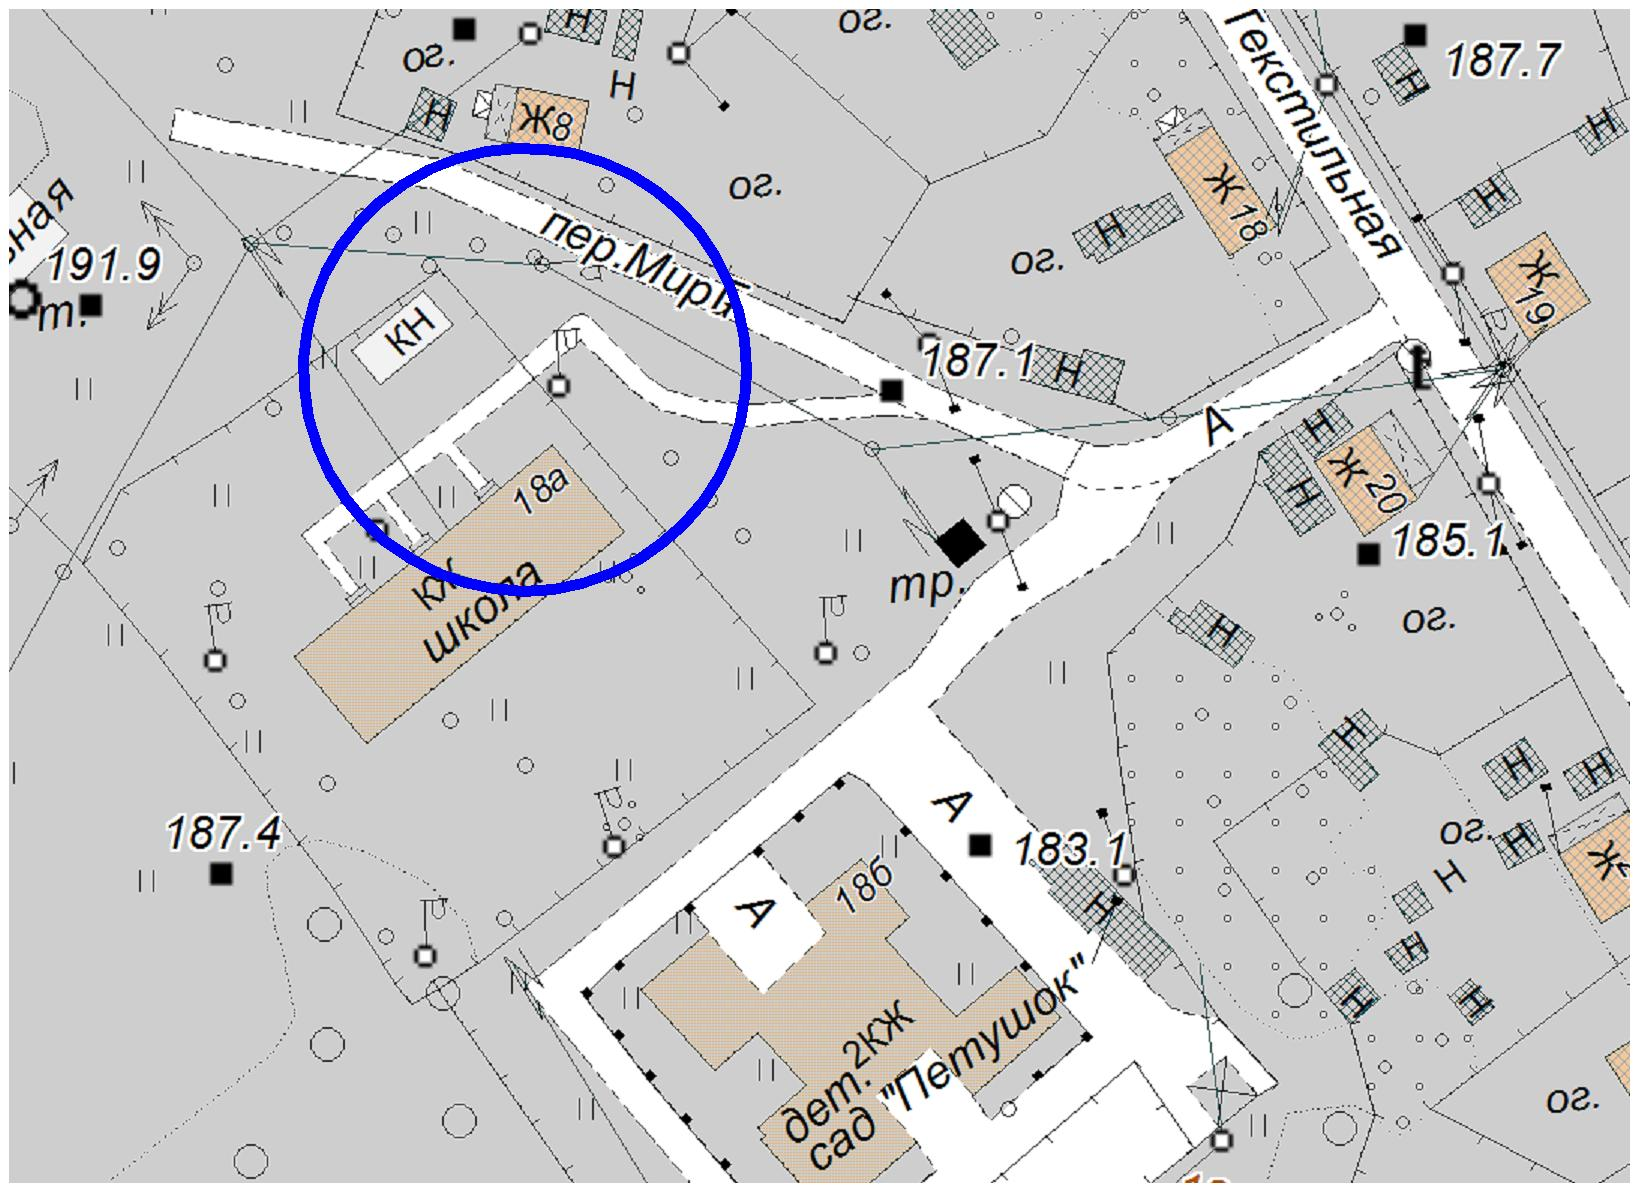 Н
ог.
ог.
Н
187.7
Н
Н
Ж8
Текстильная
Н
ог.
Ж 18
Н
Н
пер.Мира
ог.
191.9
т.
Ж
19
КН
187.1
Н
А
Н
Ж 20
Н
18а
185.1
КЖ
школа
тр.
Н
ог.
Н
Н
Н
187.4
А
183.1
ог.
Н
Н
18б
А
Н
Н
Н
Н
2КЖ
дет.
сад "Петушок"
ог.